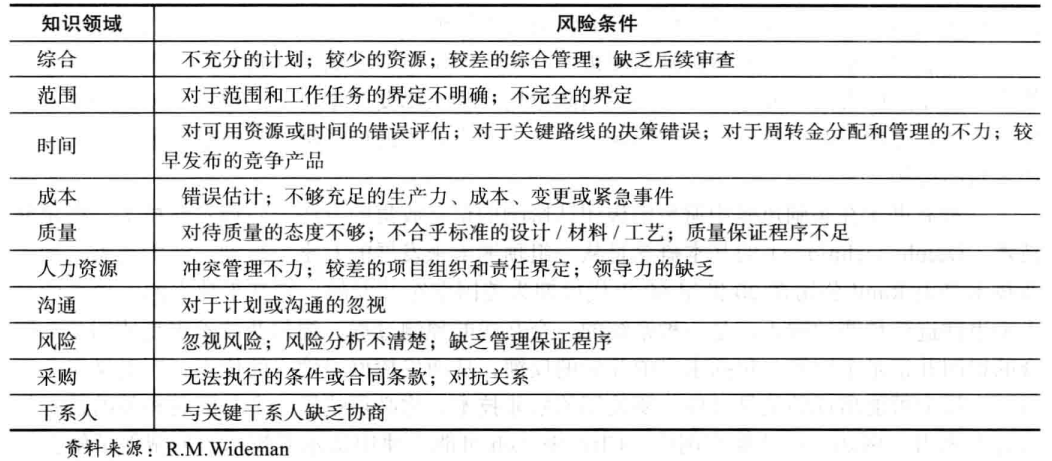 知识领域 风险条件
综合 不充分的计划；较少的资源；较差的综合管理；缺乏后续审查
范围 对于范围和工作任务的界定不明确；不完全的界定
时间 对可用资源或时间的错误评估；对于关键路线的决策错误；对于周转金分配和管理的不力；较
早发布的竞争产品
成本 错误估计；不够充足的生产力、成本、变更或紧急事件
质量 对待质量的态度不够；不合乎标准的设计/材料/工艺；质量保证程序不足
人力资源 冲突管理不力；较差的项目组织和责任界定；领导力的缺乏
沟通 对于计划或沟通的忽视
风险 忽视风险；风险分析不清楚；缺乏管理保证程序
采购 无法执行的条件或合同条款；对抗关系
干系人 与关键干系人缺乏协商
资料来源：R.M.Wideman